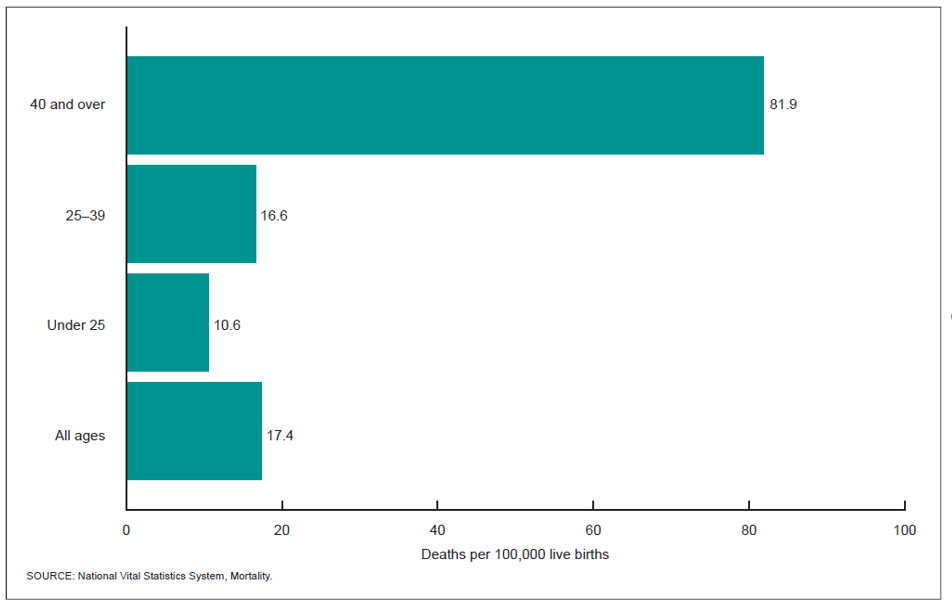 40 and over
81.9
25–39
16.6
Under 25
10.6
All ages
17.4
0 20 40 60 80 100
Deaths per 100,000 live births
SOURCE: National Vital Statistics System, Mortality.